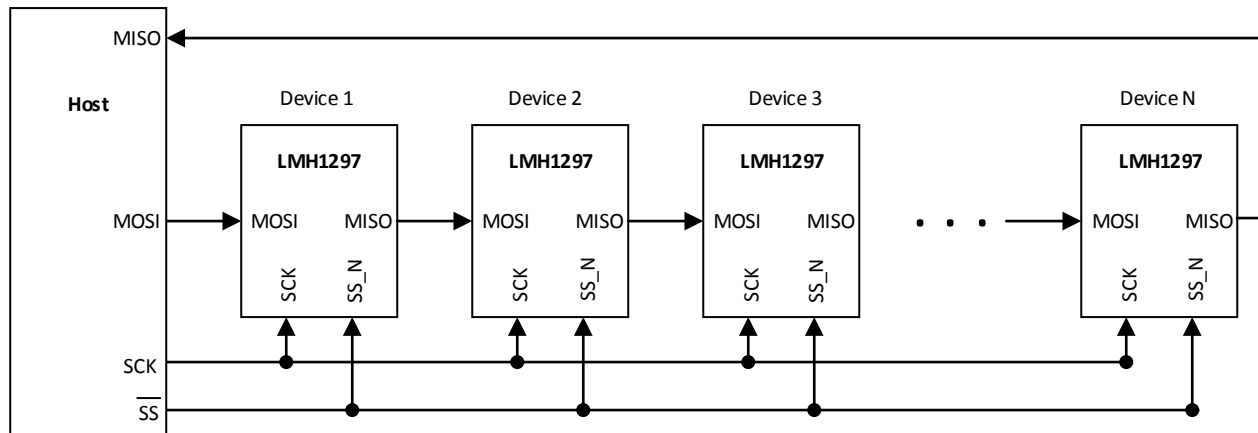 MISO
Host
Device 1 Device 2 Device 3 Device N
LMH1297 LMH1297 LMH1297 LMH1297
MOSI MOSI MISO MOSI MISO MOSI MISO . . . MOSI MISO
SCK SS_N SCK SS_N SCK SS_N SCK SS_N
SCK
SS